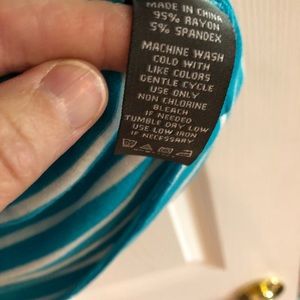 MADE IN CHINA
95% RAYON
5% SPANDEX
MACHINE WASH
COLD WITH
LIKE COLORS
GENTLE CYCLE
USE ONLY
NON CHLORINE
BLEACH
IF NEEDED
TUMBLE DRY LOW
USE LOW IRON
IF NECESSARY